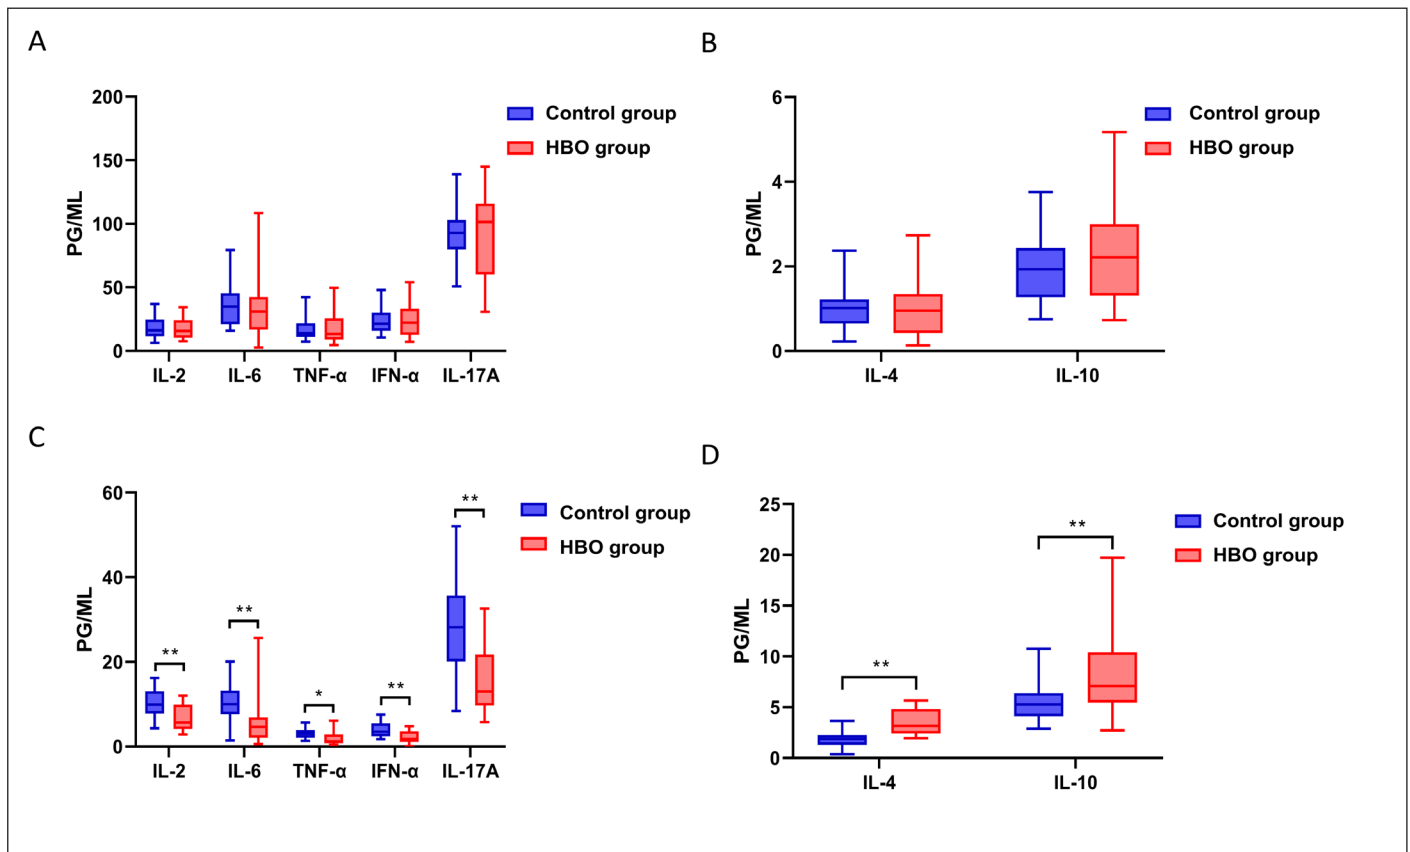 A
200
150
100
50
0
PG/ML
Control group
HBO group
IL-2 IL-6 TNF-α IFN-α IL-17A
B
6
4
2
0
PG/ML
Control group
HBO group
IL-4 IL-10
C
60
40
20
0
PG/ML
** ** * ** **
Control group
HBO group
IL-2 IL-6 TNF-α IFN-α IL-17A
D
25
20
15
10
5
0
PG/ML
** **
Control group
HBO group
IL-4 IL-10